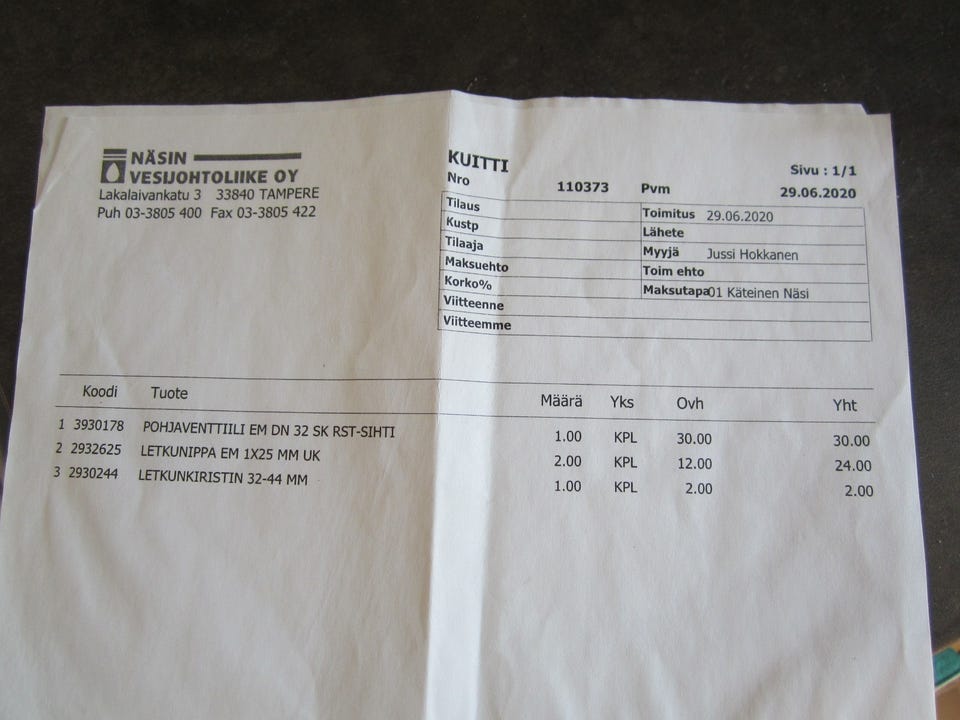 NÄSIN
VESIJOHTOLIIKE OY
Lakalaivankatu 3 33840 TAMPERE
Puh 03-3805 400 Fax 03-3805 422
KUITTI Sivu : 1/1
Nro 110373 Pvm 29.06.2020
Tilaus Toimitus 29.06.2020
Kustp Lähete
Tilaaja Myyjä Jussi Hokkanen
Maksuehto Toim ehto
Korko% Maksutapa01 Käteinen Näsi
Viitteenne
Viitteemme
Koodi Tuote Määrä Yks Ovh Yht
1 3930178 POHJAVENTTIILI EM DN 32 SK RST-SIHTI 1.00 KPL 30.00 30.00
2 2932625 LETKUNIPPA EM 1X25 MM UK 2.00 KPL 12.00 24.00
3 2930244 LETKUNKIRISTIN 32-44 MM 1.00 KPL 2.00 2.00